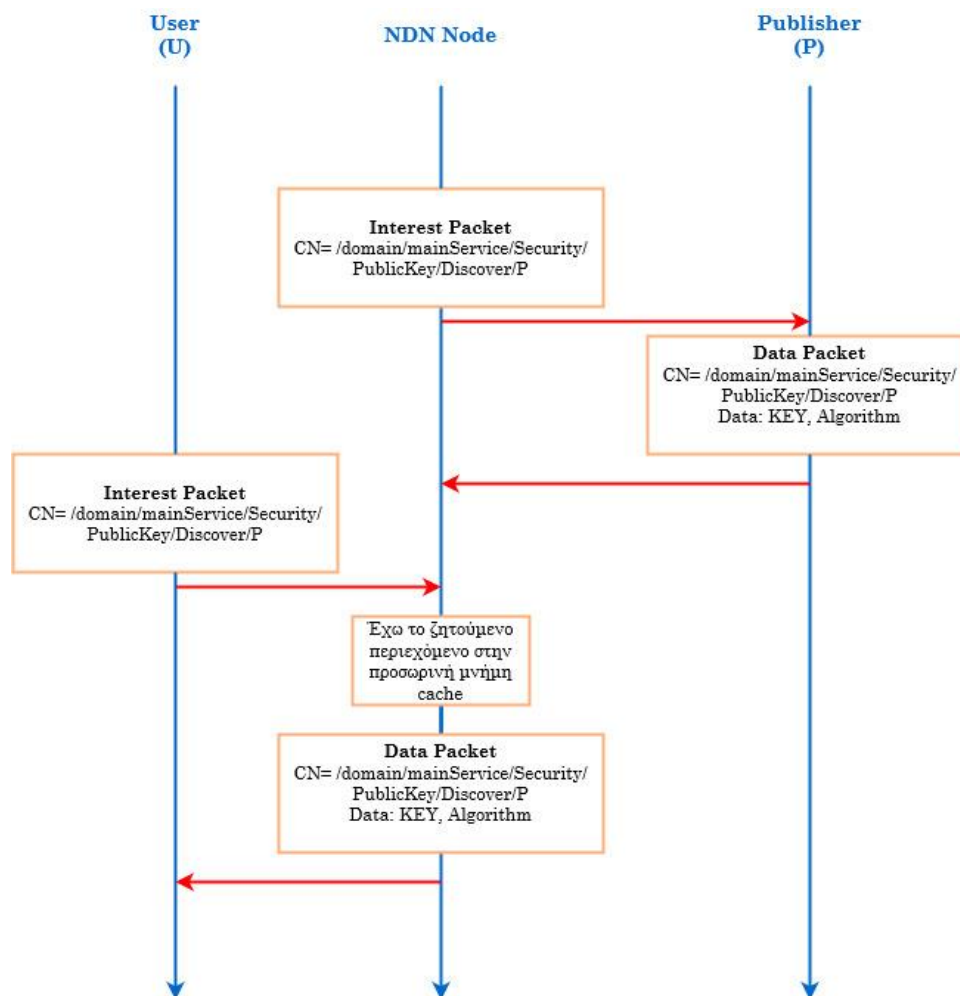 User
(U)
NDN Node
Publisher
(P)
Interest Packet
CN= /domain/mainService/Security/
PublicKey/Discover/P
Data Packet
CN= /domain/mainService/Security/
PublicKey/Discover/P
Data: KEY, Algorithm
Interest Packet
CN= /domain/mainService/Security/
PublicKey/Discover/P
Έχω το ζητούμενο
περιεχόμενο στην
προσωρινή μνήμη
cache
Data Packet
CN= /domain/mainService/Security/
PublicKey/Discover/P
Data: KEY, Algorithm